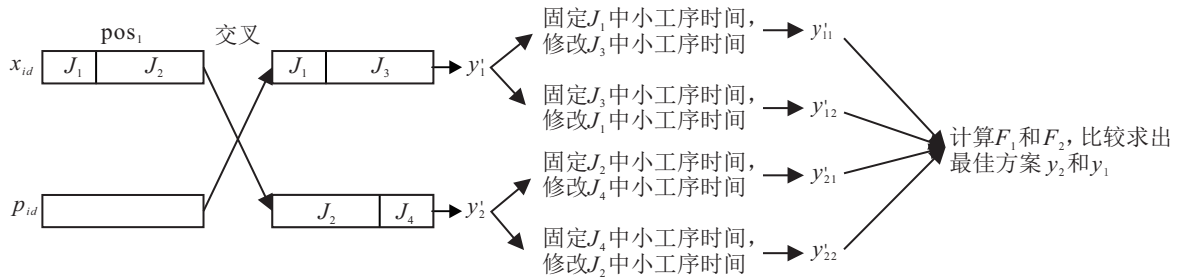 pos₁ 交叉
x_{id} J₁ J₂ J₁ J₃ y'₁
固定J₁中小工序时间,
修改J₃中小工序时间 y'₁₁
固定J₃中小工序时间,
修改J₁中小工序时间 y'₁₂
计算F₁和F₂,比较求出
最佳方案 y₂和y₁
p_{id} J₂ J₄ y'₂
固定J₂中小工序时间,
修改J₄中小工序时间 y'₂₁
固定J₄中小工序时间,
修改J₂中小工序时间 y'₂₂